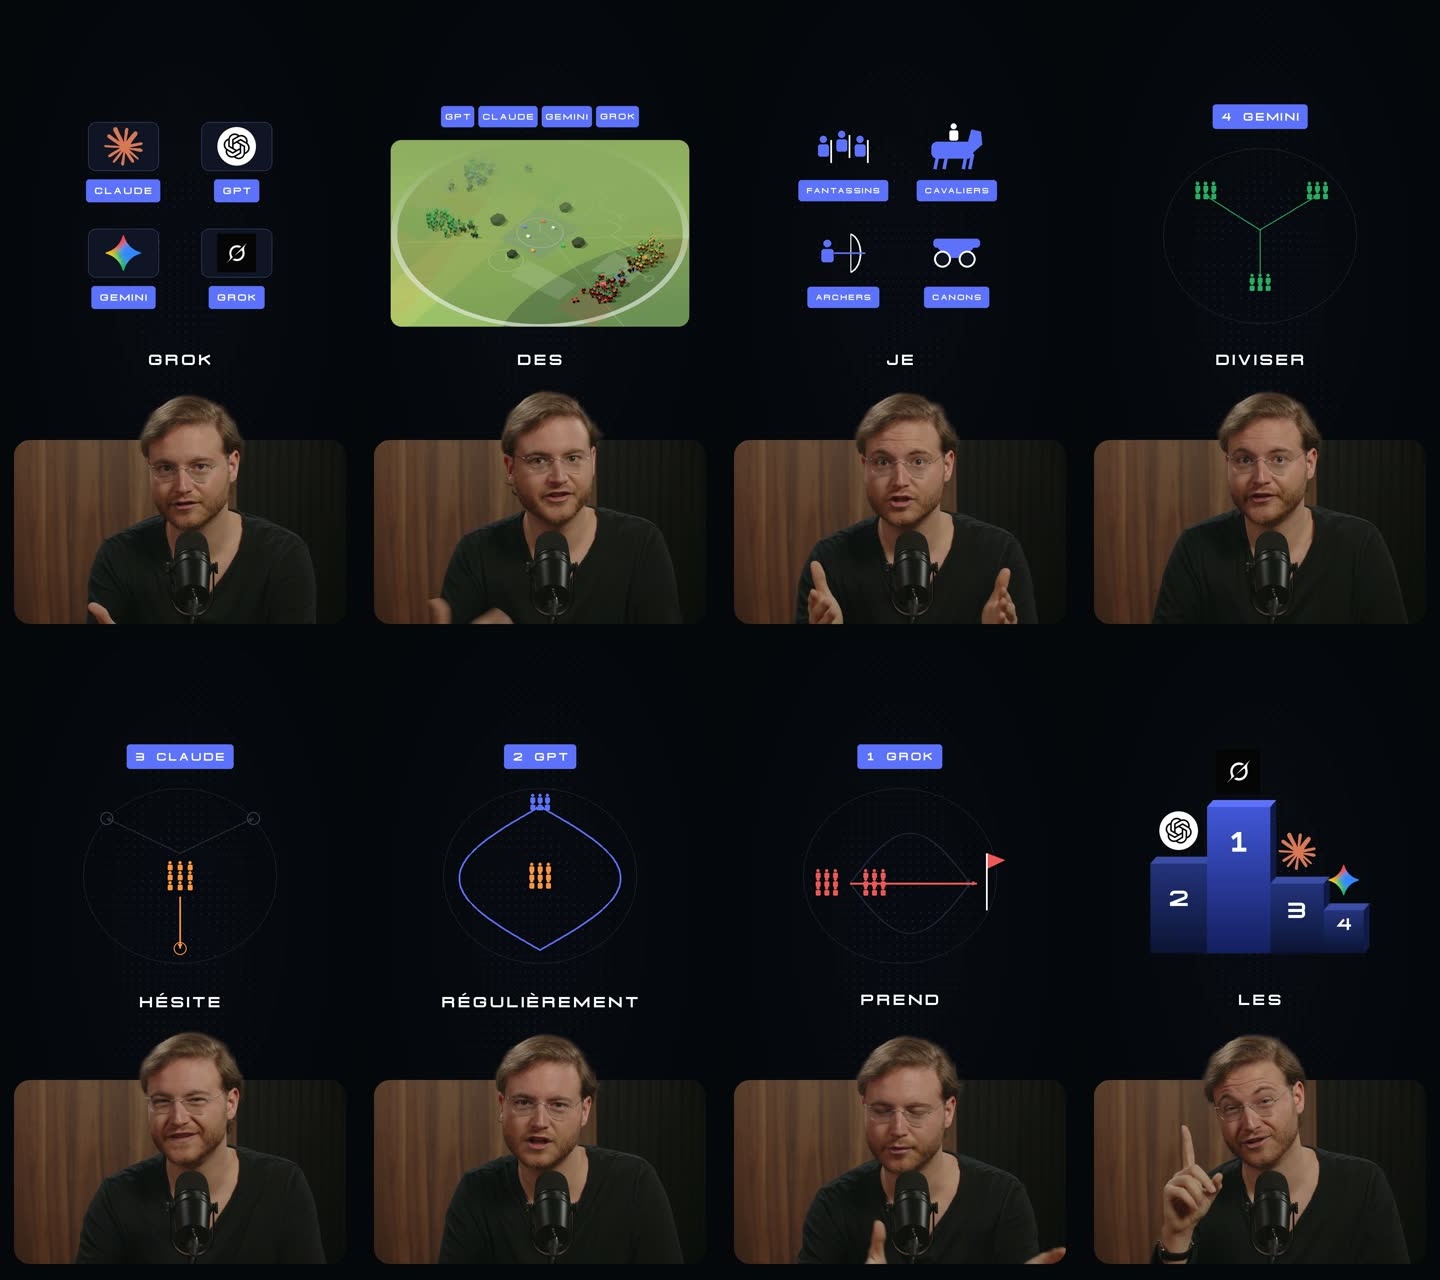 CLAUDE
GPT
GEMINI
GROK
GROK
GPT CLAUDE GEMINI GROK
DES
FANTASSINS
CAVALIERS
ARCHERS
CANONS
JE
4 GEMINI
DIVISER
3 CLAUDE
HÉSITE
2 GPT
RÉGULIÈREMENT
1 GROK
PREND
1
2
3
4
LES